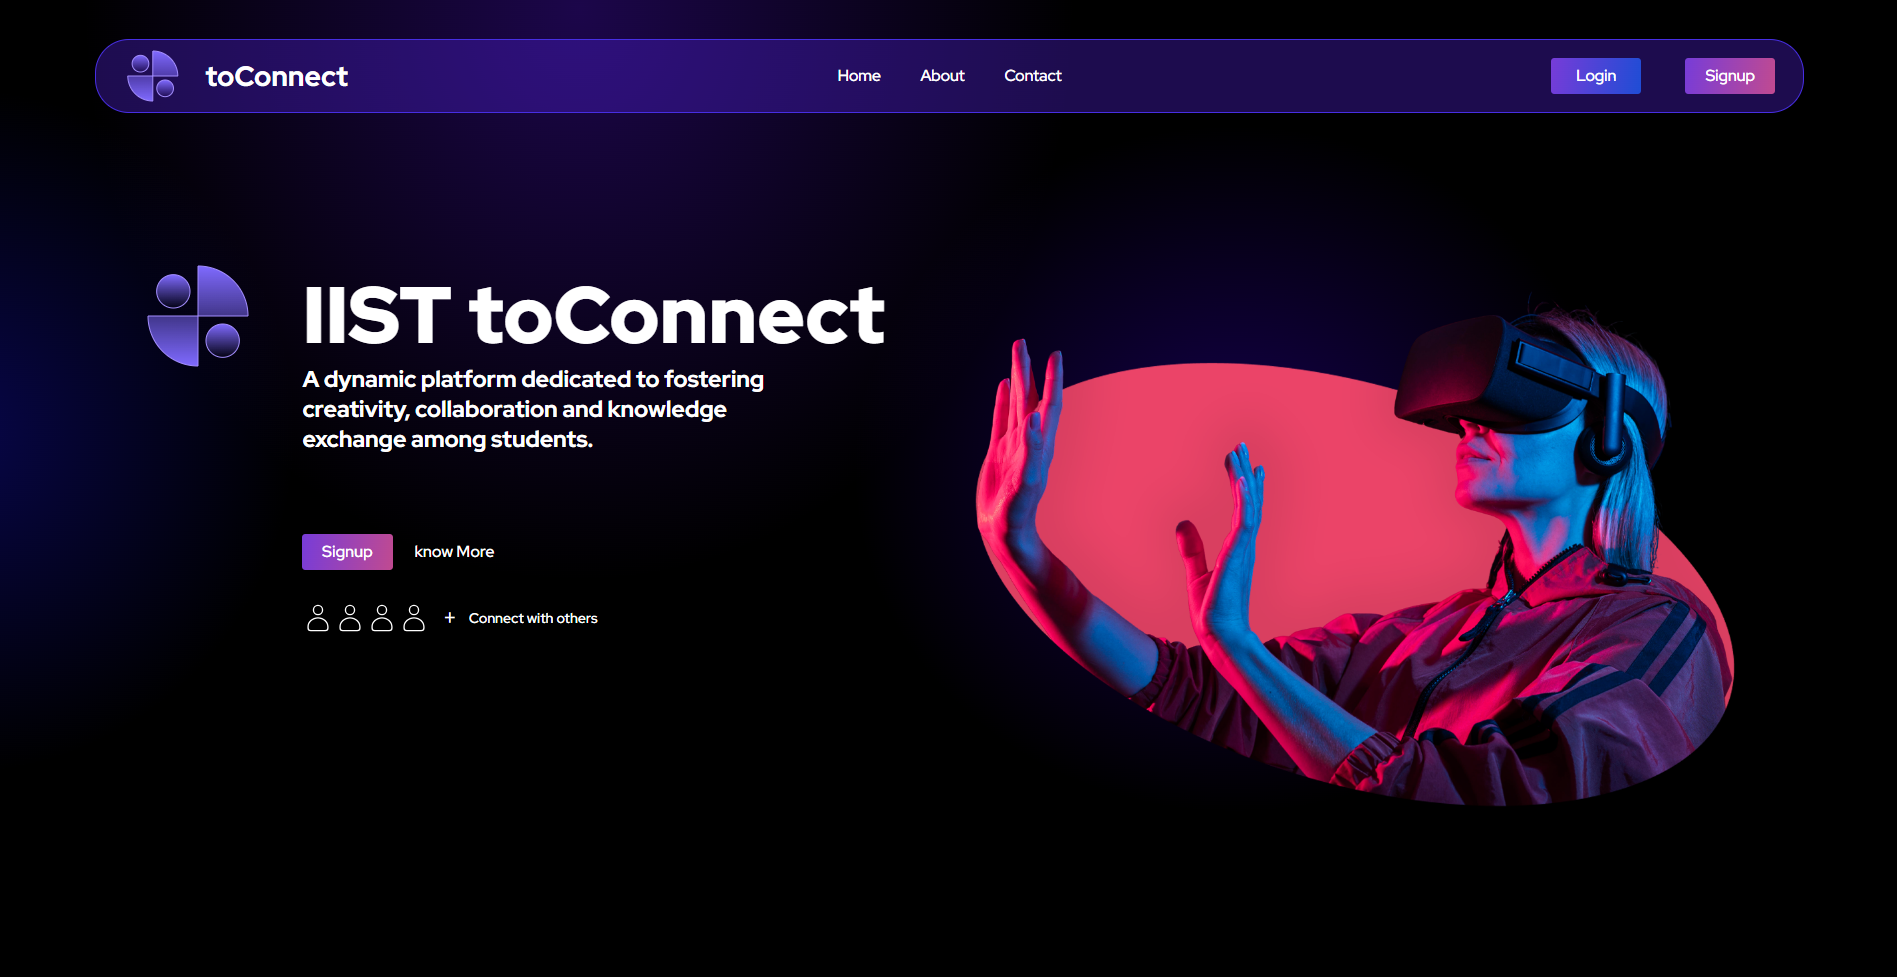 toConnect
Home About Contact
Login Signup
IIST toConnect
A dynamic platform dedicated to fostering
creativity, collaboration and knowledge
exchange among students.
Signup know More
+ Connect with others